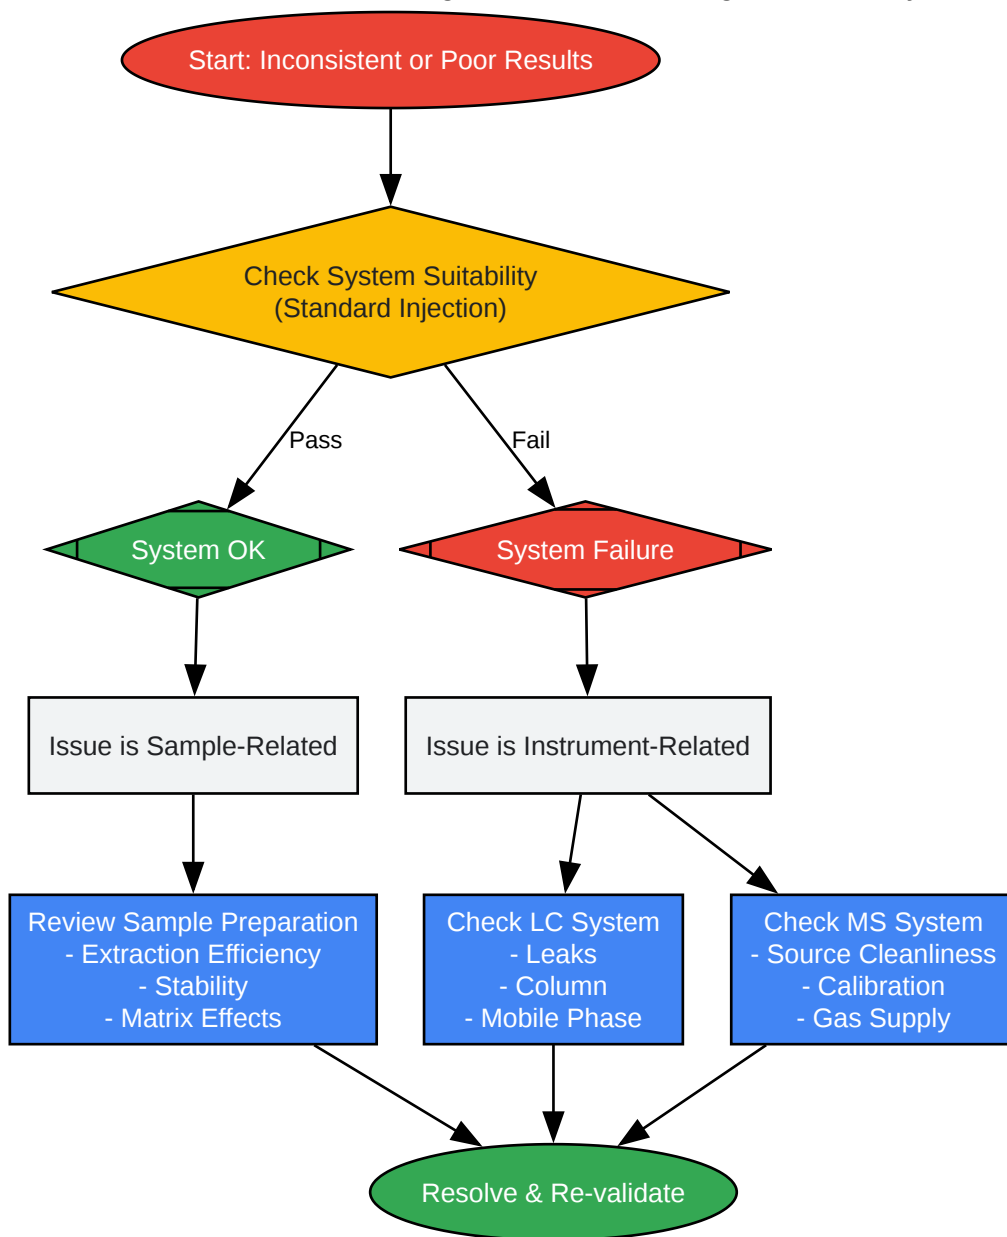 Start: Inconsistent or Poor Results
Check System Suitability
(Standard Injection)
Pass
Fail
System OK
System Failure
Issue is Sample-Related
Issue is Instrument-Related
Review Sample Preparation
- Extraction Efficiency
- Stability
- Matrix Effects
Check LC System
- Leaks
- Column
- Mobile Phase
Check MS System
- Source Cleanliness
- Calibration
- Gas Supply
Resolve & Re-validate